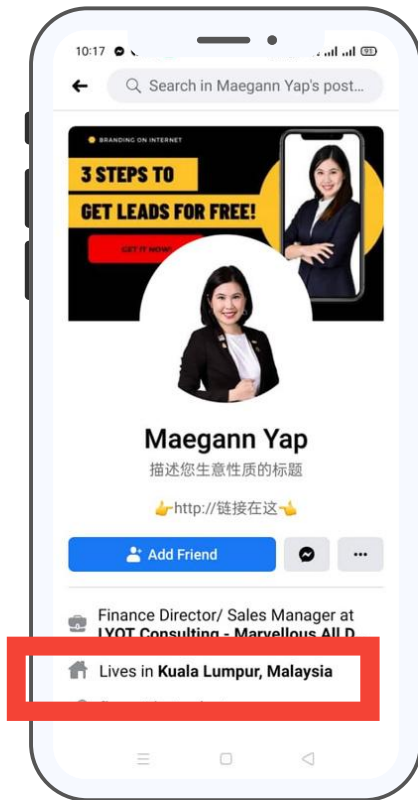 10:17
Search in Maegann Yap's post...
BRANDING ON INTERNET
3 STEPS TO
GET LEADS FOR FREE!
GET IT NOW!
Maegann Yap
描述您生意性质的标题
👉http://链接在这👈
Add Friend
Finance Director/ Sales Manager at
LYOT Consulting - Marvellous All D
Lives in Kuala Lumpur, Malaysia